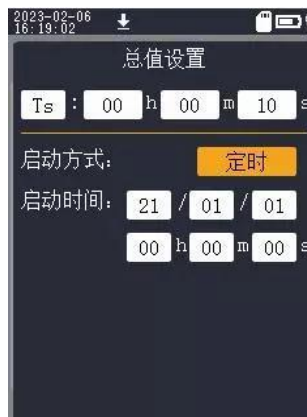 2023-02-06
16:19:02
总值设置
Ts : 00 h 00 m 10 s
启动方式: 定时
启动时间: 21 / 01 / 01
00 h 00 m 00 s